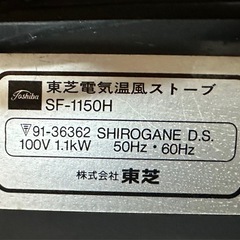 Toshiba
東芝電気温風ストーブ
SF-1150H
91-36362 SHIROGANE D.S.
100V 1.1kW 50Hz・60Hz
株式会社 東芝